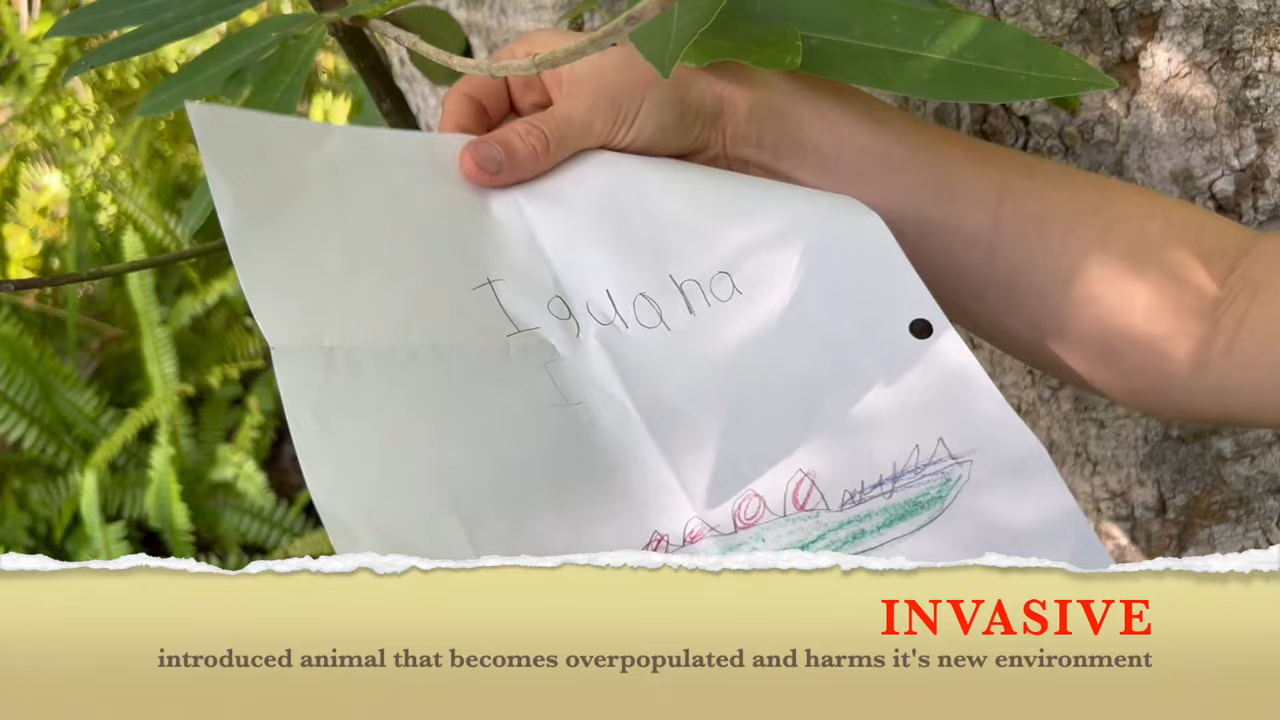 Iguana
I
INVASIVE
introduced animal that becomes overpopulated and harms it's new environment